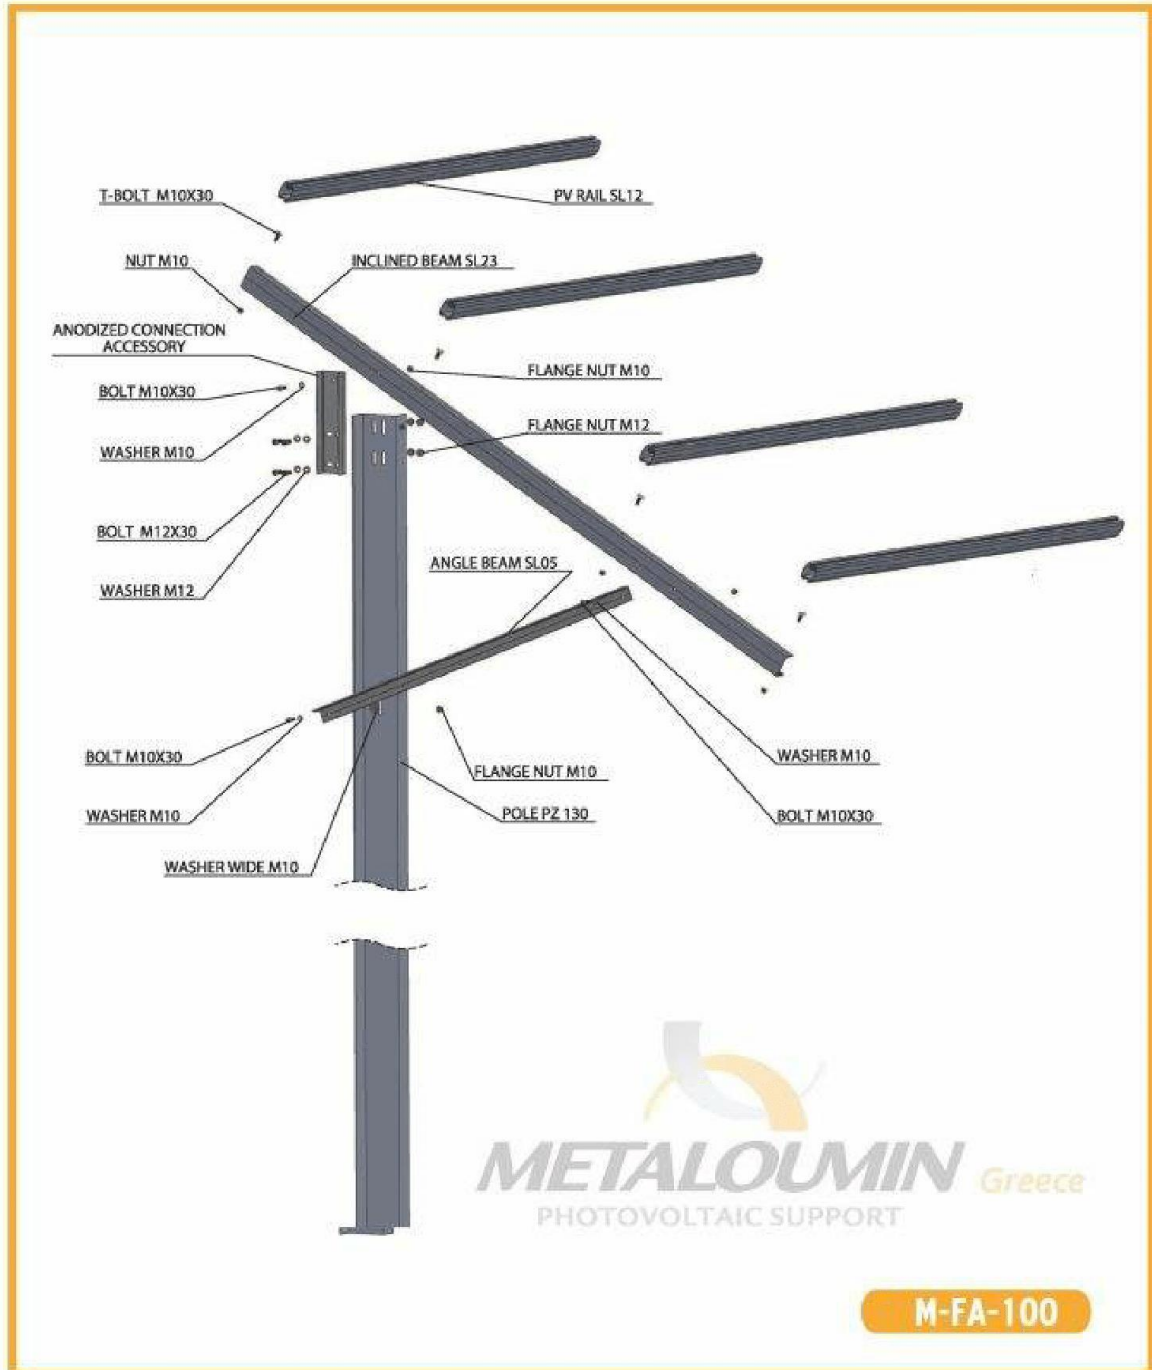 T-BOLT M10X30
PV RAIL SL12
NUT M10
INCLINED BEAM SL23
ANODIZED CONNECTION
ACCESSORY
FLANGE NUT M10
BOLT M10X30
FLANGE NUT M12
WASHER M10
BOLT M12X30
ANGLE BEAM SL05
WASHER M12
BOLT M10X30
WASHER M10
FLANGE NUT M10
WASHER M10
POLE PZ 130
BOLT M10X30
WASHER WIDE M10
METALOUMIN Greece
PHOTOVOLTAIC SUPPORT
M-FA-100